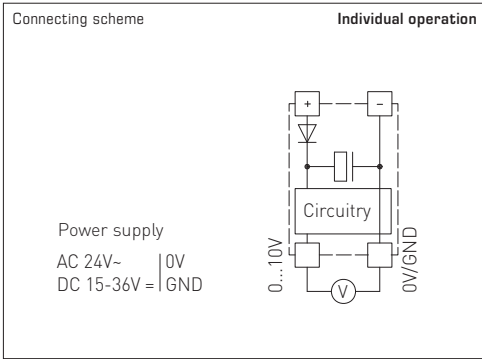 Connecting scheme
Individual operation
+ −
Circuitry
Power supply
AC 24V~ 0V
DC 15-36V = GND
0...10V
0V/GND
V